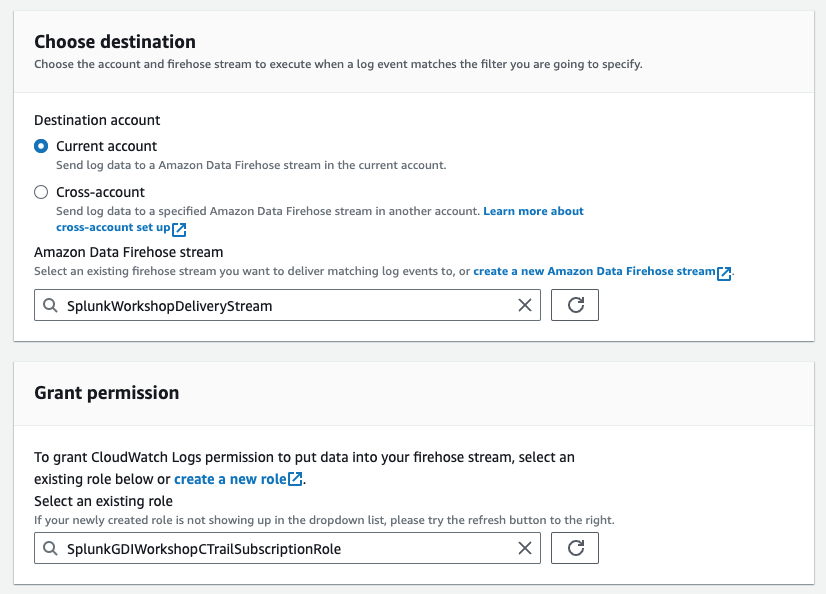 Choose destination
Choose the account and firehose stream to execute when a log event matches the filter you are going to specify.
Destination account
Current account
Send log data to a Amazon Data Firehose stream in the current account.
Cross-account
Send log data to a specified Amazon Data Firehose stream in another account. Learn more about
cross-account set up
Amazon Data Firehose stream
Select an existing firehose stream you want to deliver matching log events to, or create a new Amazon Data Firehose stream.
SplunkWorkshopDeliveryStream
Grant permission
To grant CloudWatch Logs permission to put data into your firehose stream, select an
existing role below or create a new role.
Select an existing role
If your newly created role is not showing up in the dropdown list, please try the refresh button to the right.
SplunkGDIWorkshopCTrailSubscriptionRole